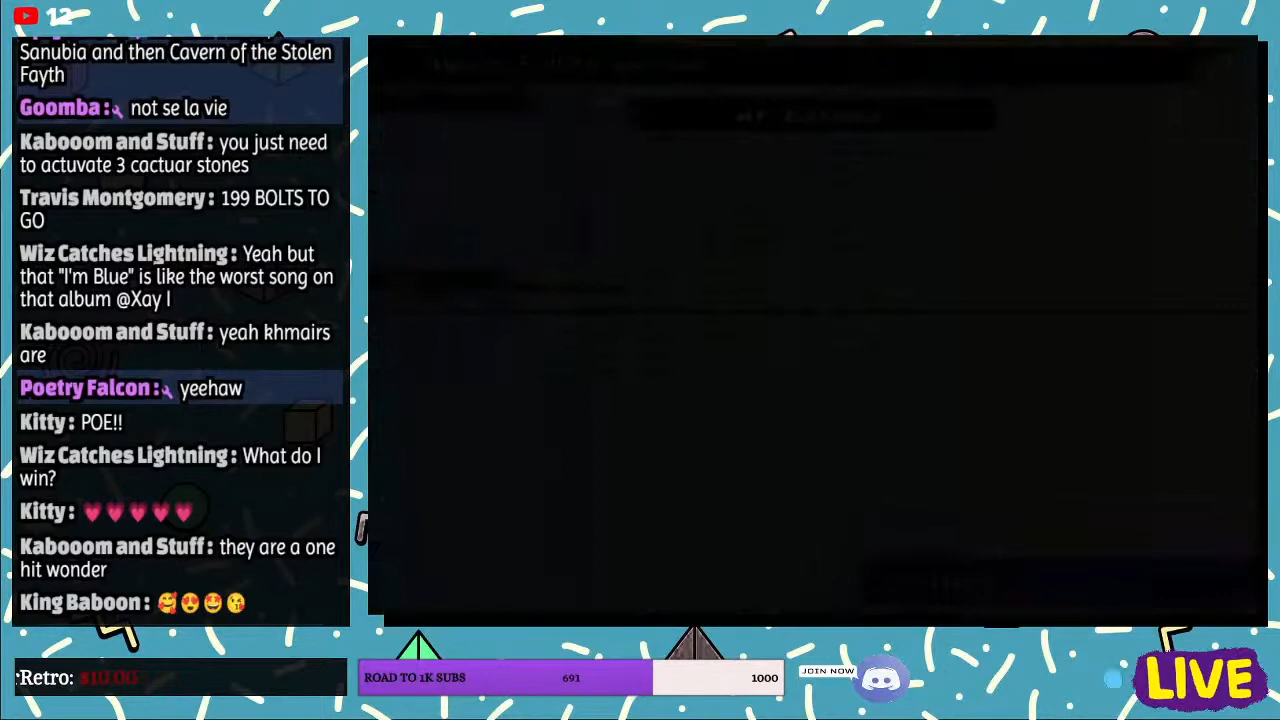 12
Sanubia and then Cavern of the Stolen
Fayth
Goomba: not se la vie
Kabooom and Stuff: you just need
to actuvate 3 cactuar stones
Travis Montgomery: 199 BOLTS TO
GO
Wiz Catches Lightning: Yeah but
that "I'm Blue" is like the worst song on
that album @Xay I
Kabooom and Stuff: yeah khmairs
are
Poetry Falcon: yeehaw
Kitty: POE!!
Wiz Catches Lightning: What do I
win?
Kitty: 💗💗💗💗💗
Kabooom and Stuff: they are a one
hit wonder
King Baboon: 🥰😍🤩😘
Retro: $10.00
ROAD TO 1K SUBS 691 1000
JOIN NOW
LIVE